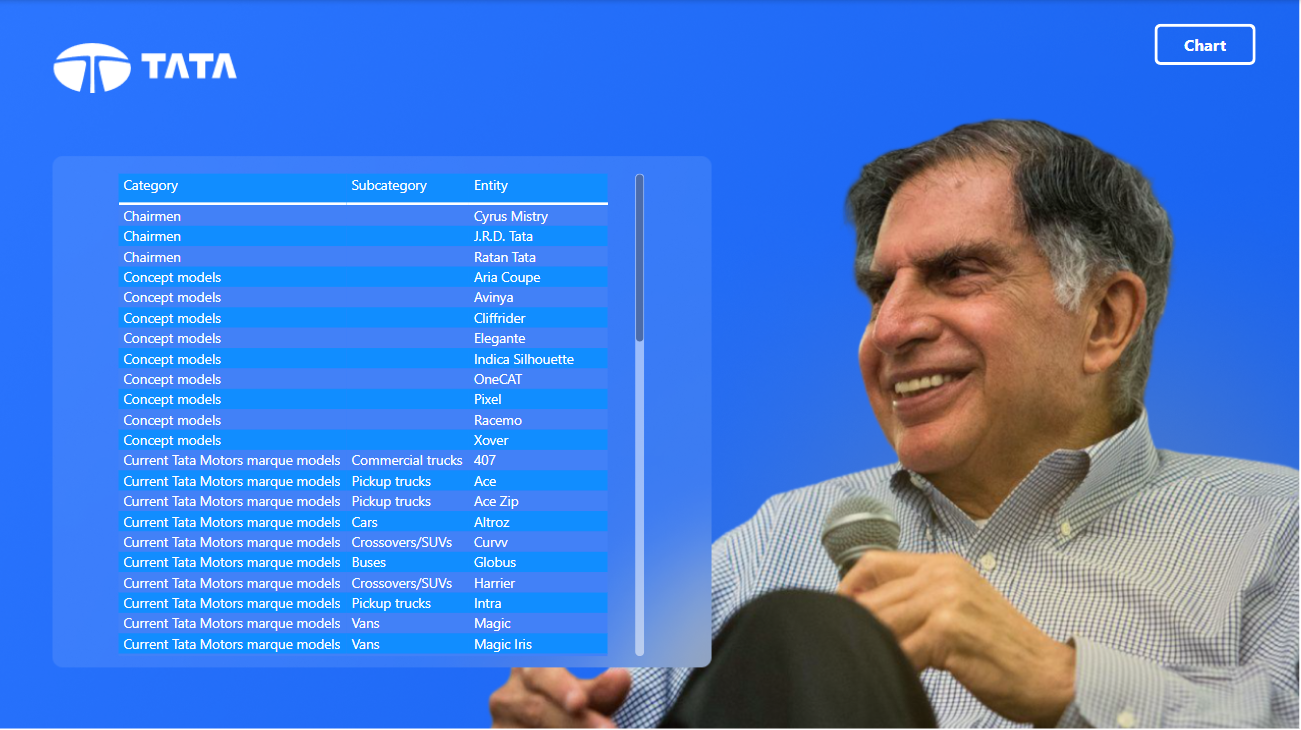 TATA
Chart
Category Subcategory Entity
Chairmen Cyrus Mistry
Chairmen J.R.D. Tata
Chairmen Ratan Tata
Concept models Aria Coupe
Concept models Avinya
Concept models Cliffrider
Concept models Elegante
Concept models Indica Silhouette
Concept models OneCAT
Concept models Pixel
Concept models Racemo
Concept models Xover
Current Tata Motors marque models Commercial trucks 407
Current Tata Motors marque models Pickup trucks Ace
Current Tata Motors marque models Pickup trucks Ace Zip
Current Tata Motors marque models Cars Altroz
Current Tata Motors marque models Crossovers/SUVs Curvv
Current Tata Motors marque models Buses Globus
Current Tata Motors marque models Crossovers/SUVs Harrier
Current Tata Motors marque models Pickup trucks Intra
Current Tata Motors marque models Vans Magic
Current Tata Motors marque models Vans Magic Iris